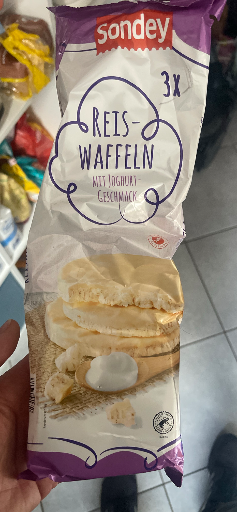 sondey
3x
REIS-
WAFFELN
MIT JOGHURT-
GESCHMACK